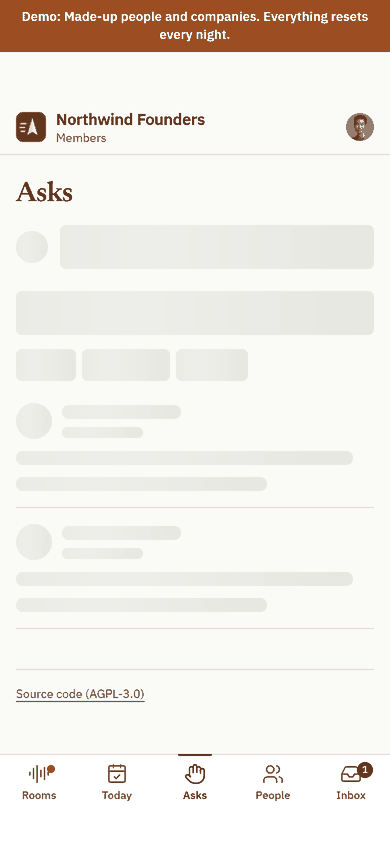 Demo: Made-up people and companies. Everything resets
every night.
Northwind Founders
Members
Asks
Source code (AGPL-3.0)
Rooms
Today
Asks
People
1
Inbox